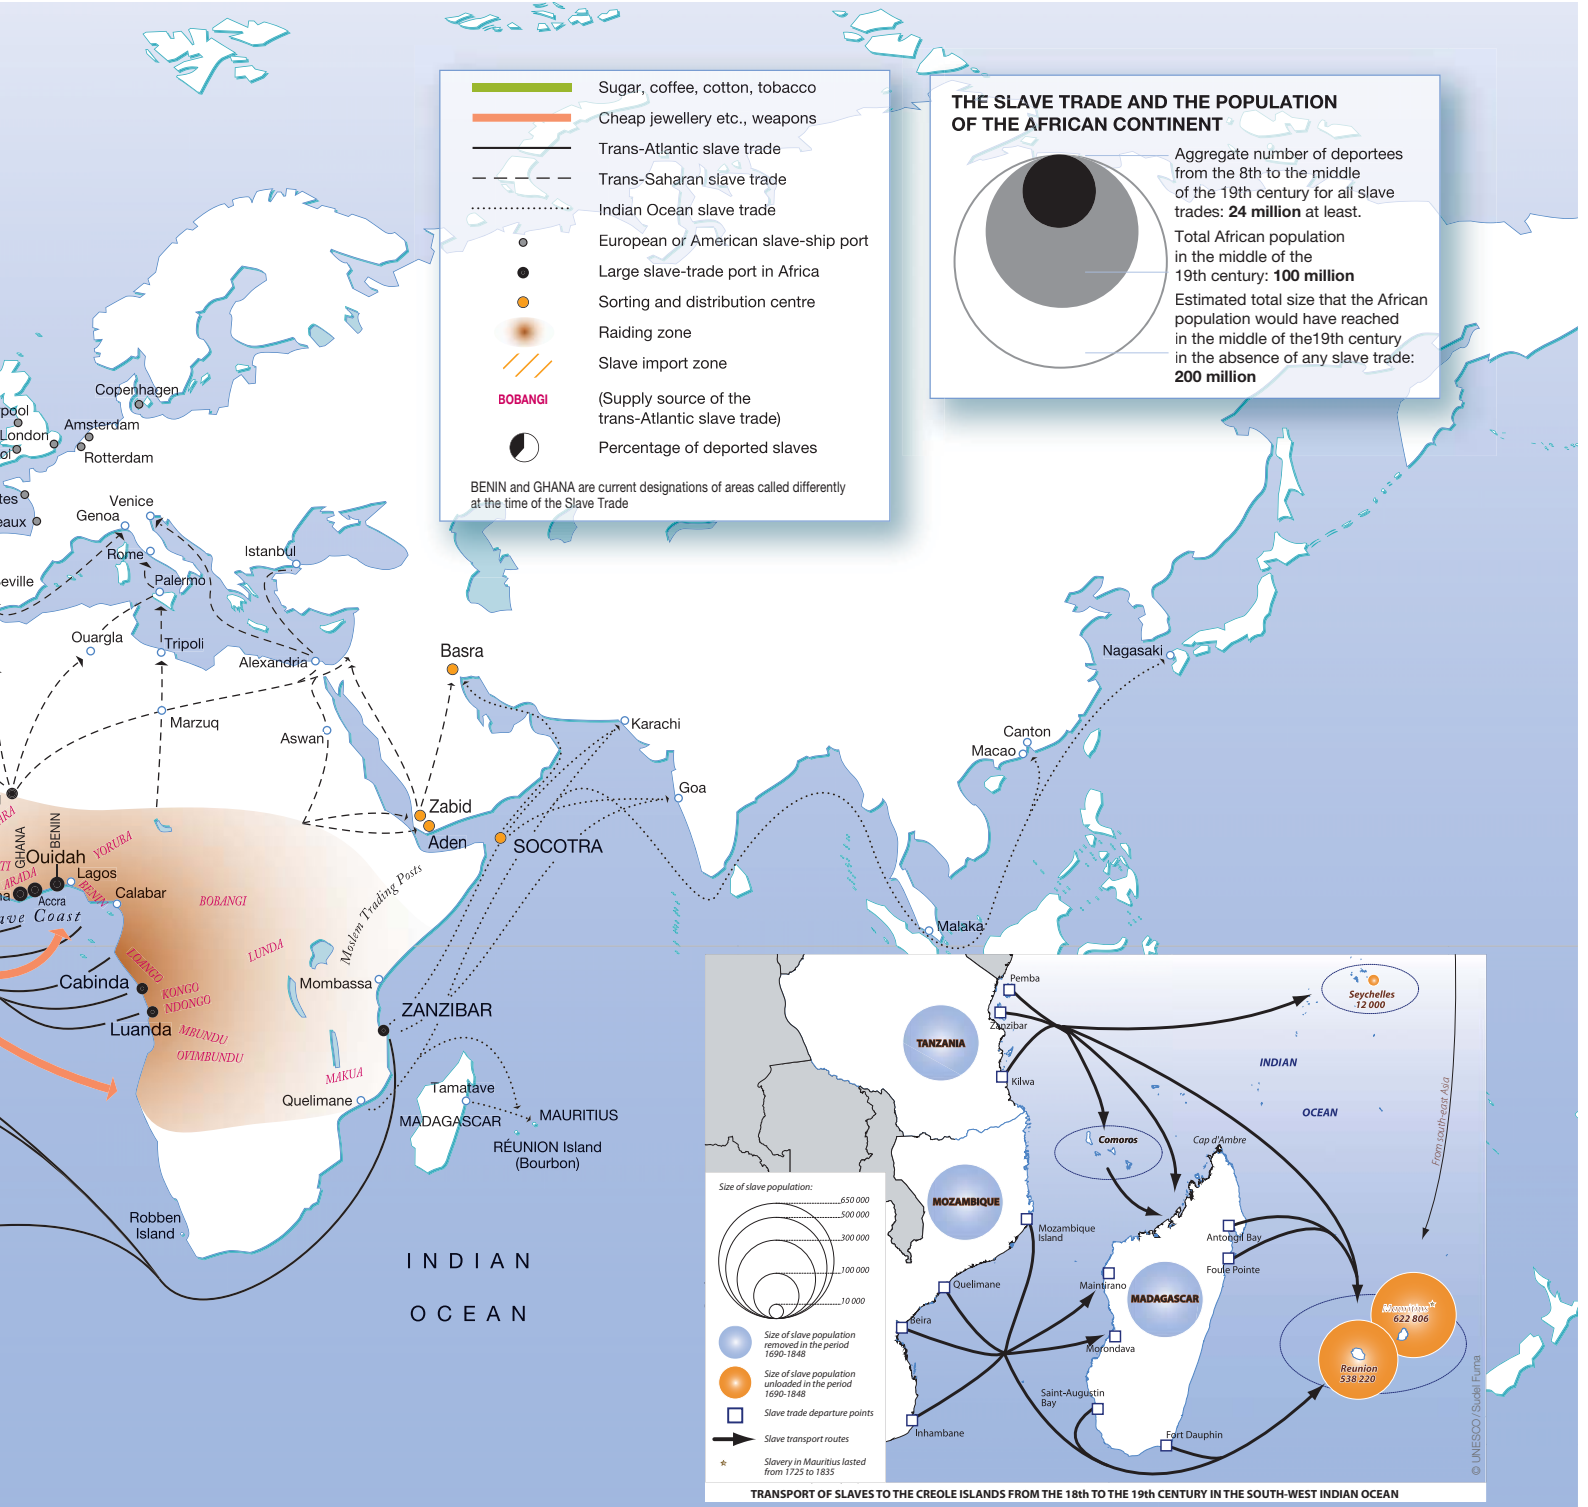 Sugar, coffee, cotton, tobacco
Cheap jewellery etc., weapons
Trans-Atlantic slave trade
Trans-Saharan slave trade
Indian Ocean slave trade
European or American slave-ship port
Large slave-trade port in Africa
Sorting and distribution centre
Raiding zone
Slave import zone
BOBANGI
(Supply source of the
trans-Atlantic slave trade)
Percentage of deported slaves
BENIN and GHANA are current designations of areas called differently
at the time of the Slave Trade
THE SLAVE TRADE AND THE POPULATION
OF THE AFRICAN CONTINENT
Aggregate number of deportees
from the 8th to the middle
of the 19th century for all slave
trades: 24 million at least.
Total African population
in the middle of the
19th century: 100 million
Estimated total size that the African
population would have reached
in the middle of the19th century
in the absence of any slave trade:
200 million
Copenhagen
pool
Amsterdam
London
ol
Rotterdam
tes
Venice
Genoa
eaux
Rome
Istanbul
eville
Palermo
Ouargla
Tripoli
Alexandria
Basra
Nagasaki
Marzuq
Karachi
Aswan
Canton
Macao
Goa
Zabid
Aden
SOCOTRA
RA
GHANA
BENIN
YORUBA
TI
Ouidah
ARADA
Lagos
na
Accra
BENIN
Calabar
ave Coast
BOBANGI
Moslem Trading Posts
Malaka
LUNDA
LOANGO
Cabinda
KONGO
NDONGO
Mombassa
ZANZIBAR
Luanda
MBUNDU
OVIMBUNDU
MAKUA
Quelimane
Tamatave
MADAGASCAR
MAURITIUS
RÉUNION Island
(Bourbon)
Robben
Island
INDIAN
OCEAN
Pemba
Zanzibar
TANZANIA
Kilwa
Seychelles
12 000
INDIAN
OCEAN
From south-east Asia
Comoros
Cap d'Ambre
MOZAMBIQUE
Mozambique
Island
Antongil Bay
Foule Pointe
Quelimane
Maintirano
MADAGASCAR
Beira
Morondava
Mauritius*
622 806
Reunion
538 220
Saint-Augustin
Bay
Inhambane
Fort Dauphin
Size of slave population:
650 000
500 000
300 000
100 000
10 000
Size of slave population
removed in the period
1690-1848
Size of slave population
unloaded in the period
1690-1848
Slave trade departure points
Slave transport routes
Slavery in Mauritius lasted
from 1725 to 1835
© UNESCO / Sudel Fuma
TRANSPORT OF SLAVES TO THE CREOLE ISLANDS FROM THE 18th TO THE 19th CENTURY IN THE SOUTH-WEST INDIAN OCEAN